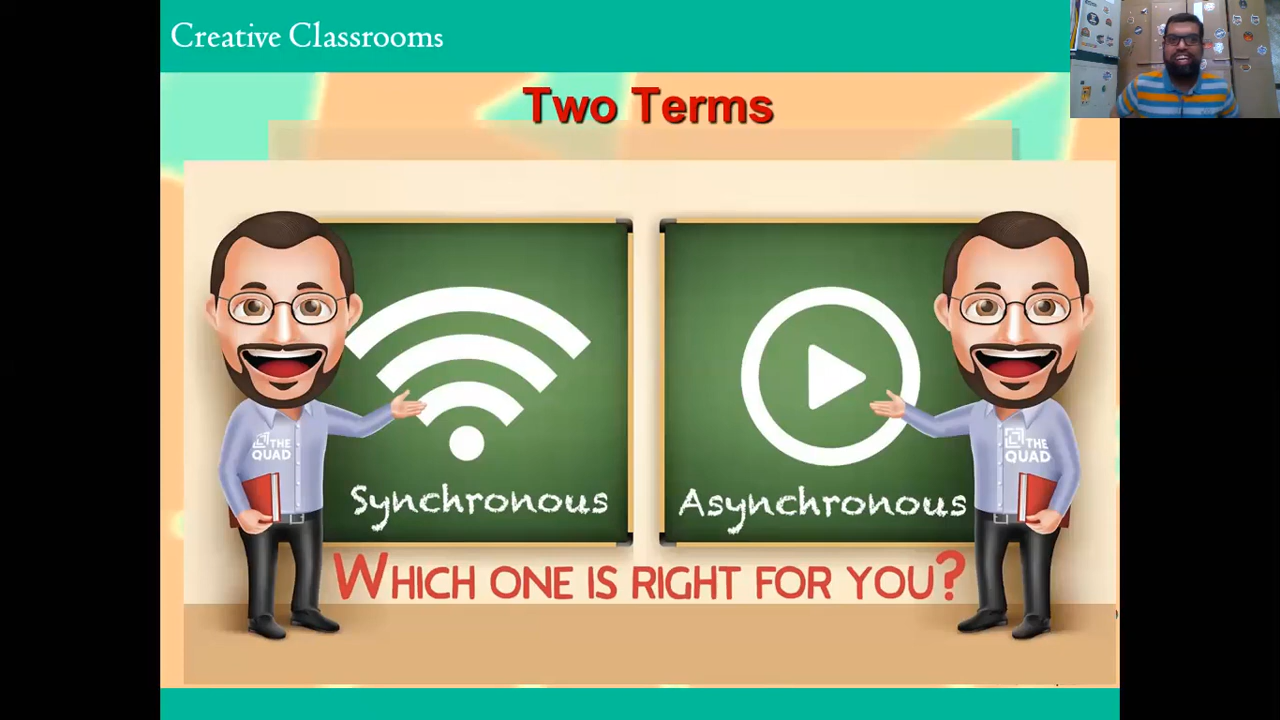 Creative Classrooms
Two Terms
THE
QUAD
Synchronous
Asynchronous
THE
QUAD
WHICH ONE IS RIGHT FOR YOU?